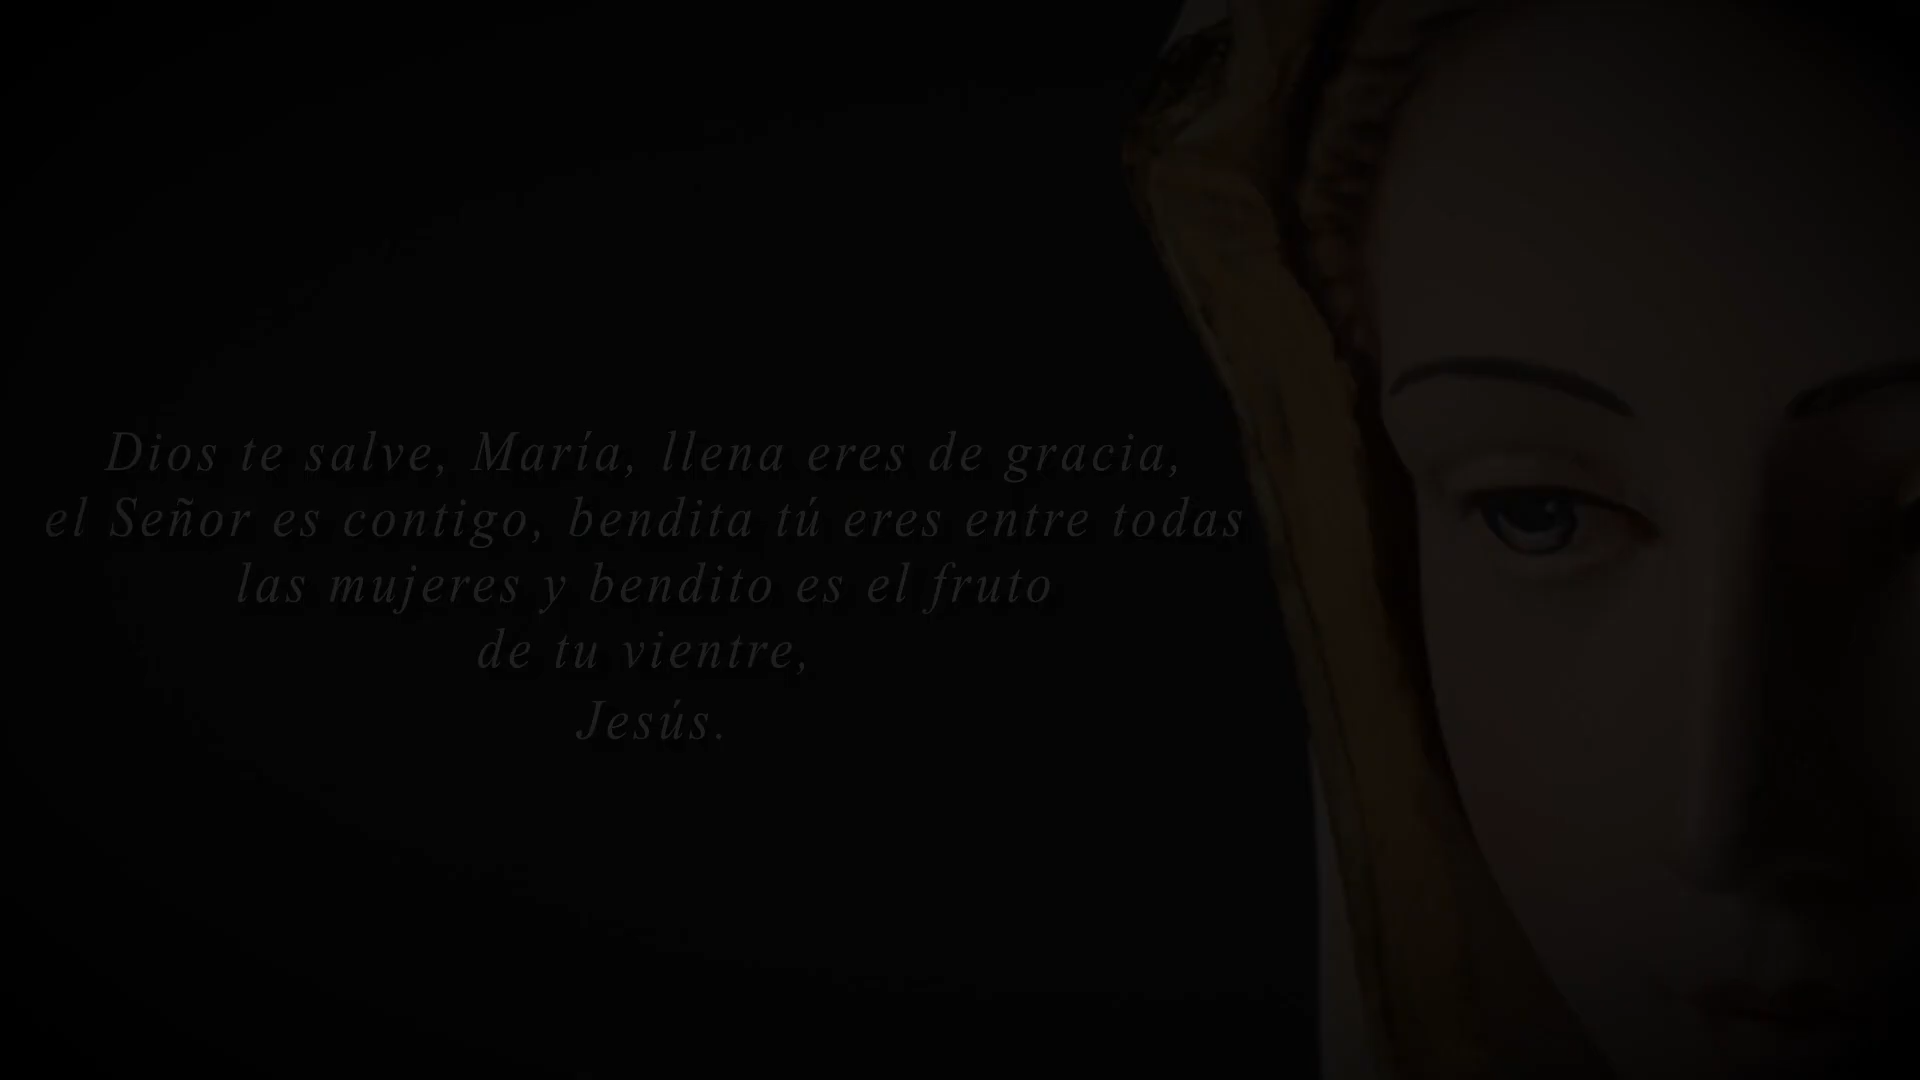 Dios te salve, María, llena eres de gracia,
el Señor es contigo, bendita tú eres entre todas
las mujeres y bendito es el fruto
de tu vientre,
Jesús.